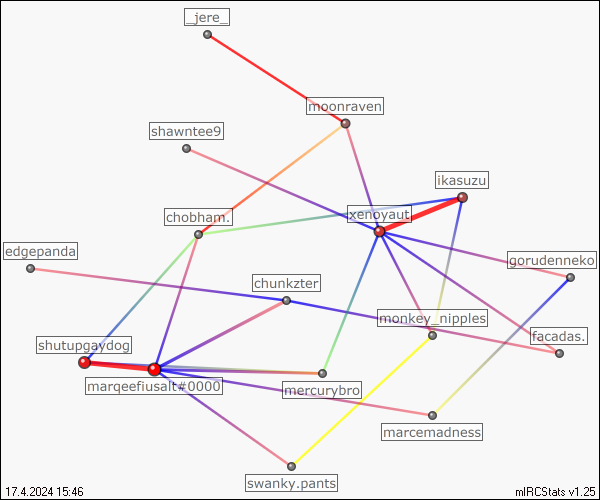 _jere_
moonraven
shawntee9
ikasuzu
chobham.
xenoyaut
edgepanda
gorudenneko
chunkzter
monkey_nipples
facadas.
shutupgaydog
marqeefiusalt#0000
mercurybro
marcemadness
swanky.pants
17.4.2024 15:46
mIRCStats v1.25